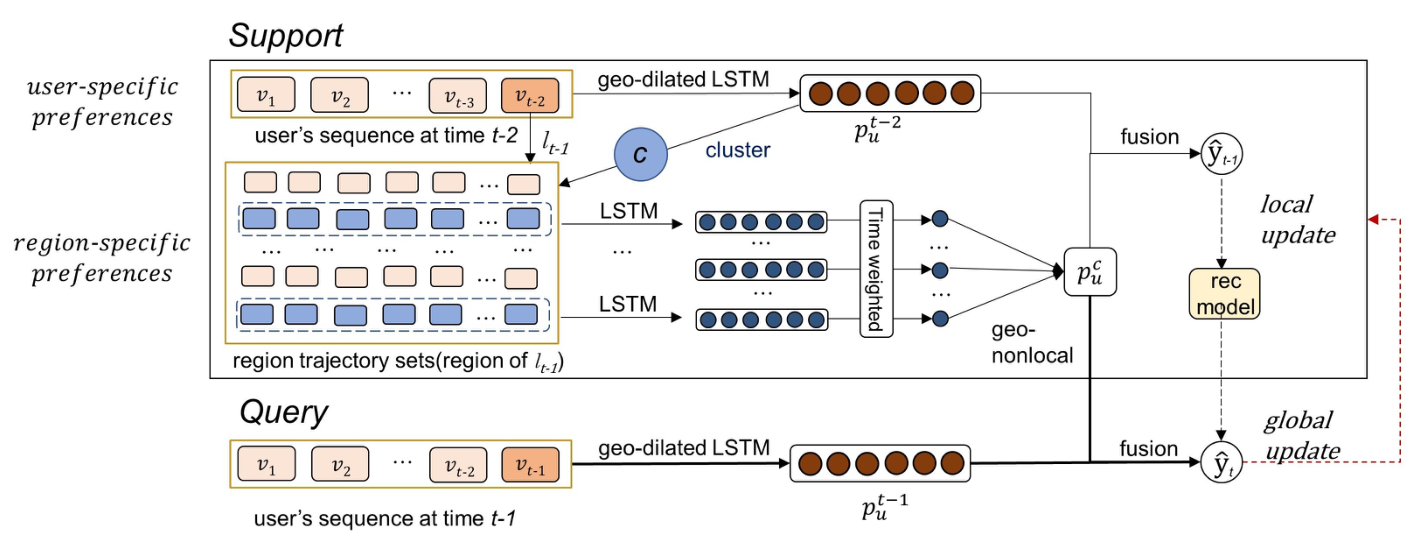 Support
user-specific
preferences
v1 v2 ... vt-3 vt-2
geo-dilated LSTM
user's sequence at time t-2
lt-1
c
cluster
p_u^{t-2}
fusion
ŷt-1
region-specific
preferences
...
... ... ... ...
...
...
LSTM
...
LSTM
...
...
Time weighted
...
...
p_u^c
geo-
nonlocal
local
update
rec
model
region trajectory sets(region of lt-1)
Query
v1 v2 ... vt-2 vt-1
geo-dilated LSTM
user's sequence at time t-1
p_u^{t-1}
fusion
ŷt
global
update